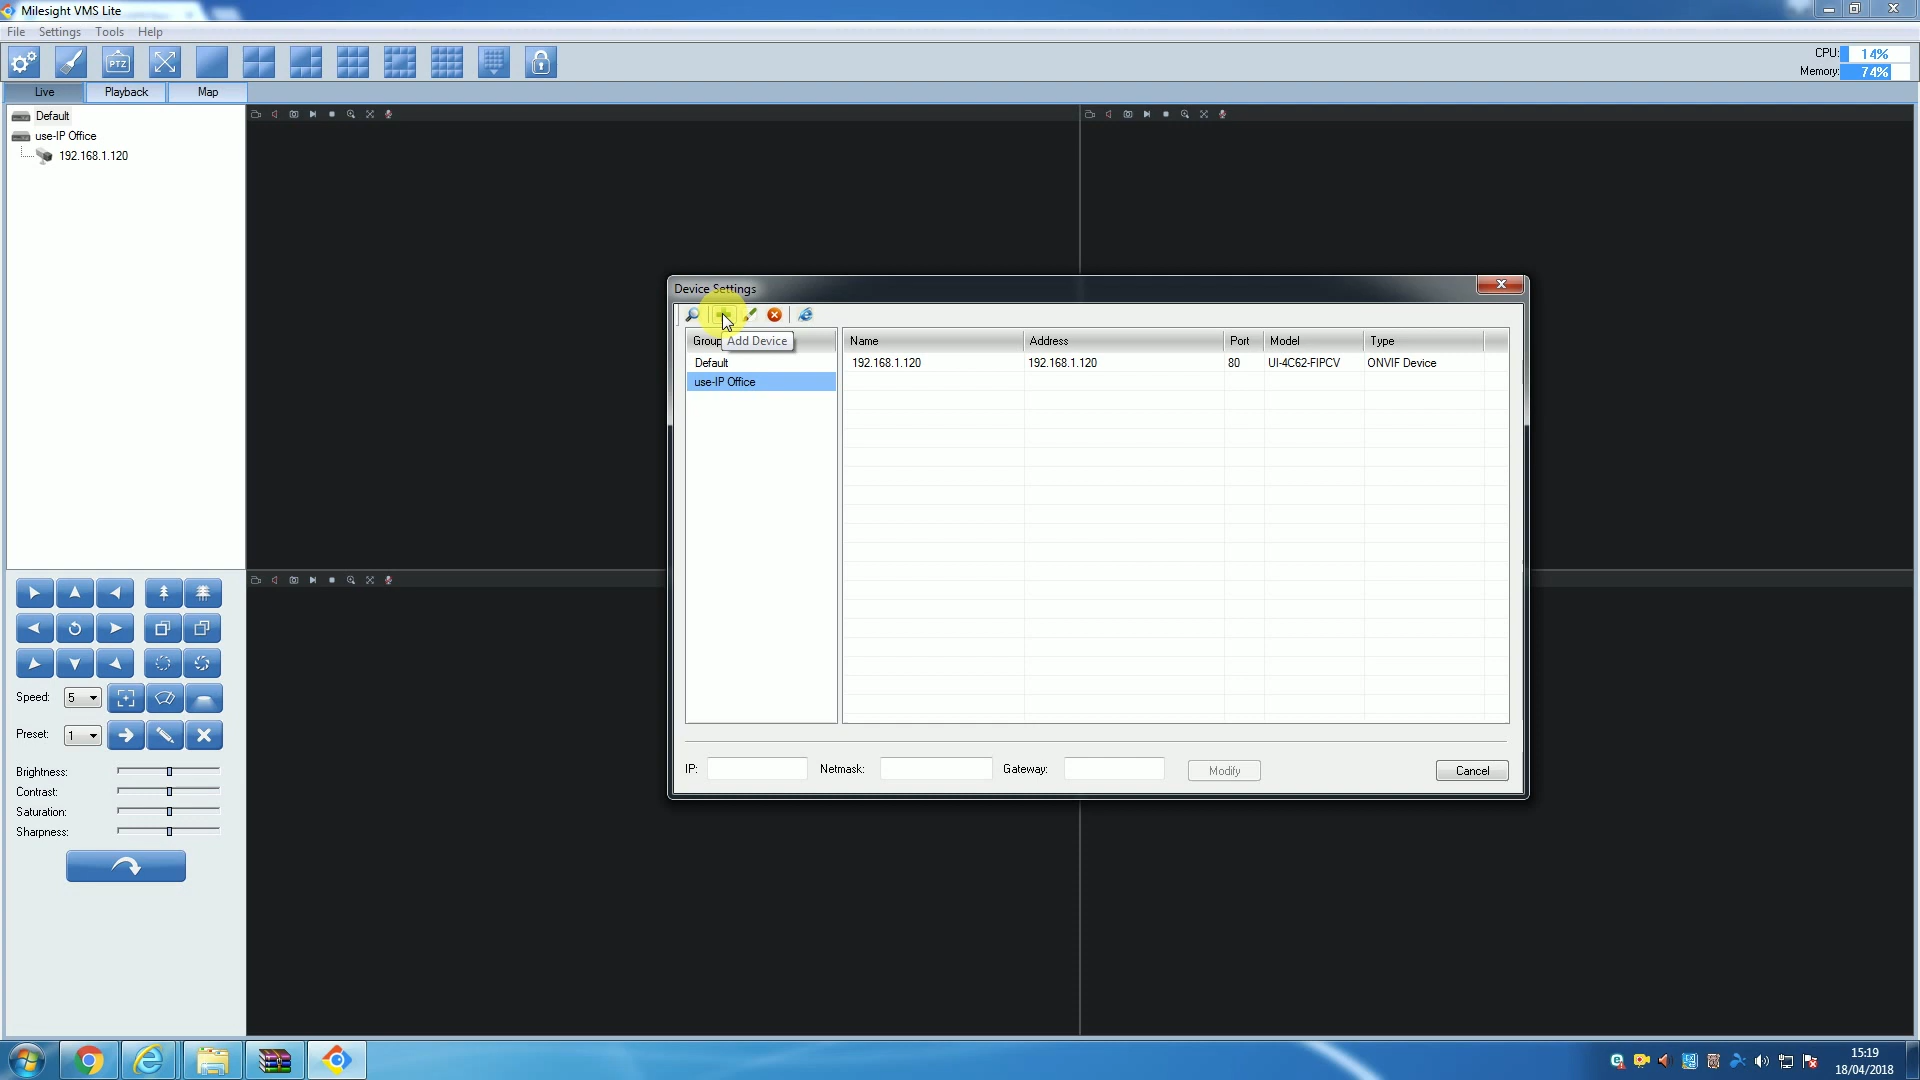 Milesight VMS Lite
File Settings Tools Help
PTZ
CPU: 14%
Memory: 74%
Live Playback Map
Default
use-IP Office
192.168.1.120
Device Settings
Group
Add Device
Name Address Port Model Type
Default
192.168.1.120 192.168.1.120 80 UI-4C62-FIPCV ONVIF Device
use-IP Office
Speed: 5
Preset: 1
Brightness:
Contrast:
Saturation:
Sharpness:
IP: Netmask: Gateway: Modify Cancel
15:19
18/04/2018